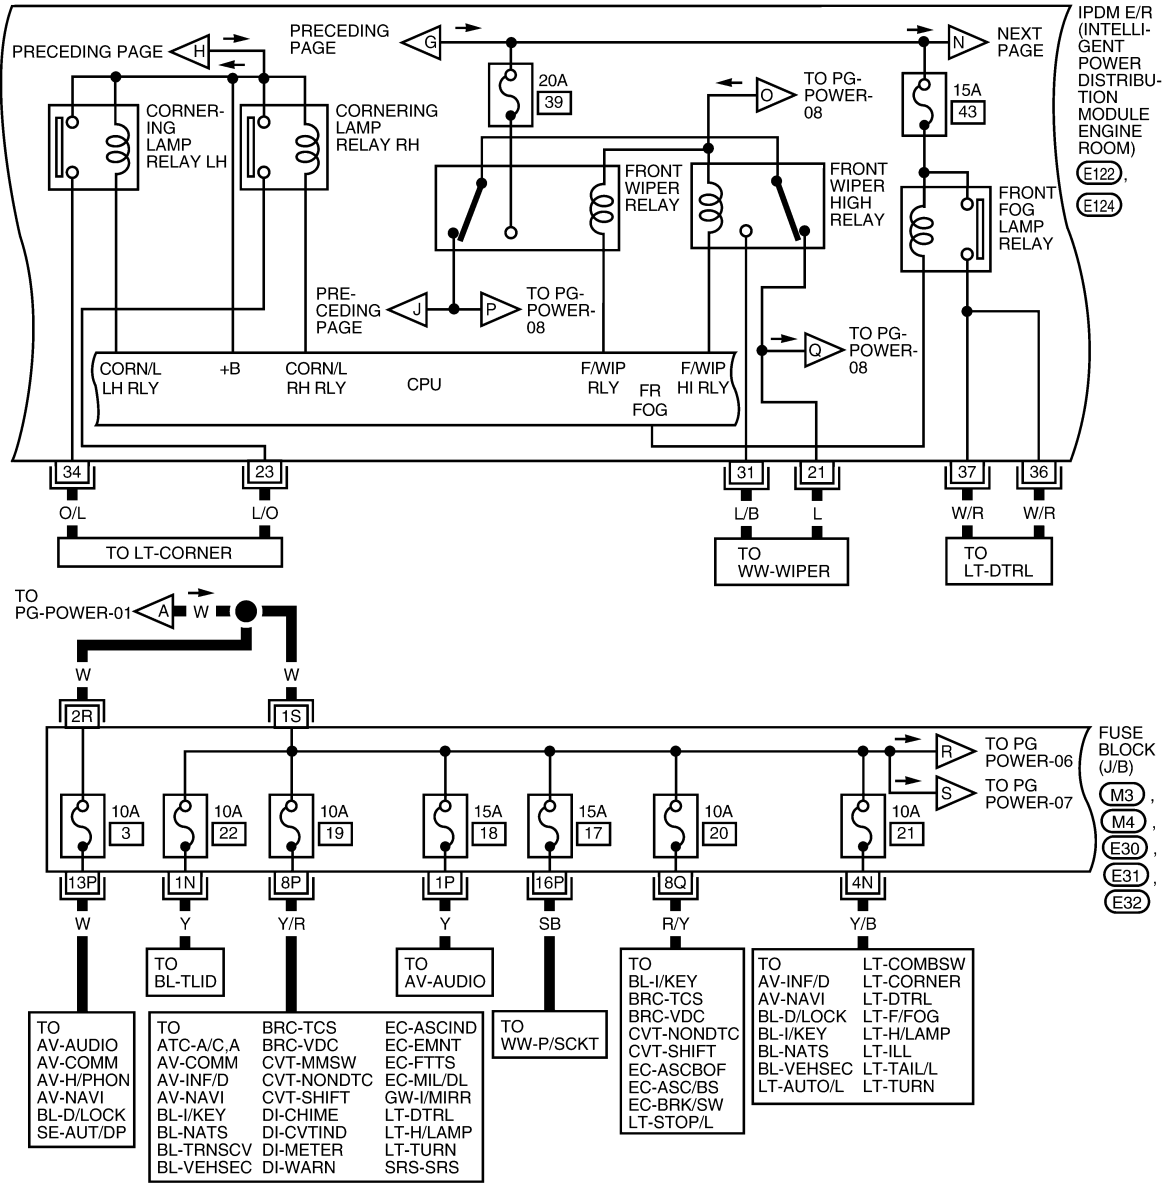 PRECEDING PAGE
H
PRECEDING
PAGE
G
N
NEXT
PAGE
IPDM E/R
(INTELLI-
GENT
POWER
DISTRIBU-
TION
MODULE
ENGINE
ROOM)
E122,
E124
20A
39
O
TO PG-
POWER-
08
15A
43
CORNER-
ING
LAMP
RELAY LH
CORNERING
LAMP
RELAY RH
FRONT
WIPER
RELAY
FRONT
WIPER
HIGH
RELAY
FRONT
FOG
LAMP
RELAY
PRE-
CEDING
PAGE
J
P
TO PG-
POWER-
08
Q
TO PG-
POWER-
08
CORN/L
LH RLY
+B
CORN/L
RH RLY
CPU
F/WIP
RLY
FR
FOG
F/WIP
HI RLY
34
23
31
21
37
36
O/L
L/O
L/B
L
W/R
W/R
TO LT-CORNER
TO
WW-WIPER
TO
LT-DTRL
TO
PG-POWER-01
A
W
W
W
2R
1S
FUSE
BLOCK
(J/B)
M3,
M4,
E30,
E31,
E32
R
TO PG
POWER-06
S
TO PG
POWER-07
10A
3
10A
22
10A
19
15A
18
15A
17
10A
20
10A
21
13P
1N
8P
1P
16P
8Q
4N
W
Y
Y/R
Y
SB
R/Y
Y/B
TO
AV-AUDIO
AV-COMM
AV-H/PHON
AV-NAVI
BL-D/LOCK
SE-AUT/DP
TO
BL-TLID
TO
ATC-A/C,A
AV-COMM
AV-INF/D
AV-NAVI
BL-I/KEY
BL-NATS
BL-TRNSCV
BL-VEHSEC
BRC-TCS
BRC-VDC
CVT-MMSW
CVT-NONDTC
CVT-SHIFT
DI-CHIME
DI-CVTIND
DI-METER
DI-WARN
EC-ASCIND
EC-EMNT
EC-FTTS
EC-MIL/DL
GW-I/MIRR
LT-DTRL
LT-H/LAMP
LT-TURN
SRS-SRS
TO
AV-AUDIO
TO
WW-P/SCKT
TO
BL-I/KEY
BRC-TCS
BRC-VDC
CVT-NONDTC
CVT-SHIFT
EC-ASCBOF
EC-ASC/BS
EC-BRK/SW
LT-STOP/L
TO
AV-INF/D
AV-NAVI
BL-D/LOCK
BL-I/KEY
BL-NATS
BL-VEHSEC
LT-AUTO/L
LT-COMBSW
LT-CORNER
LT-DTRL
LT-F/FOG
LT-H/LAMP
LT-ILL
LT-TAIL/L
LT-TURN